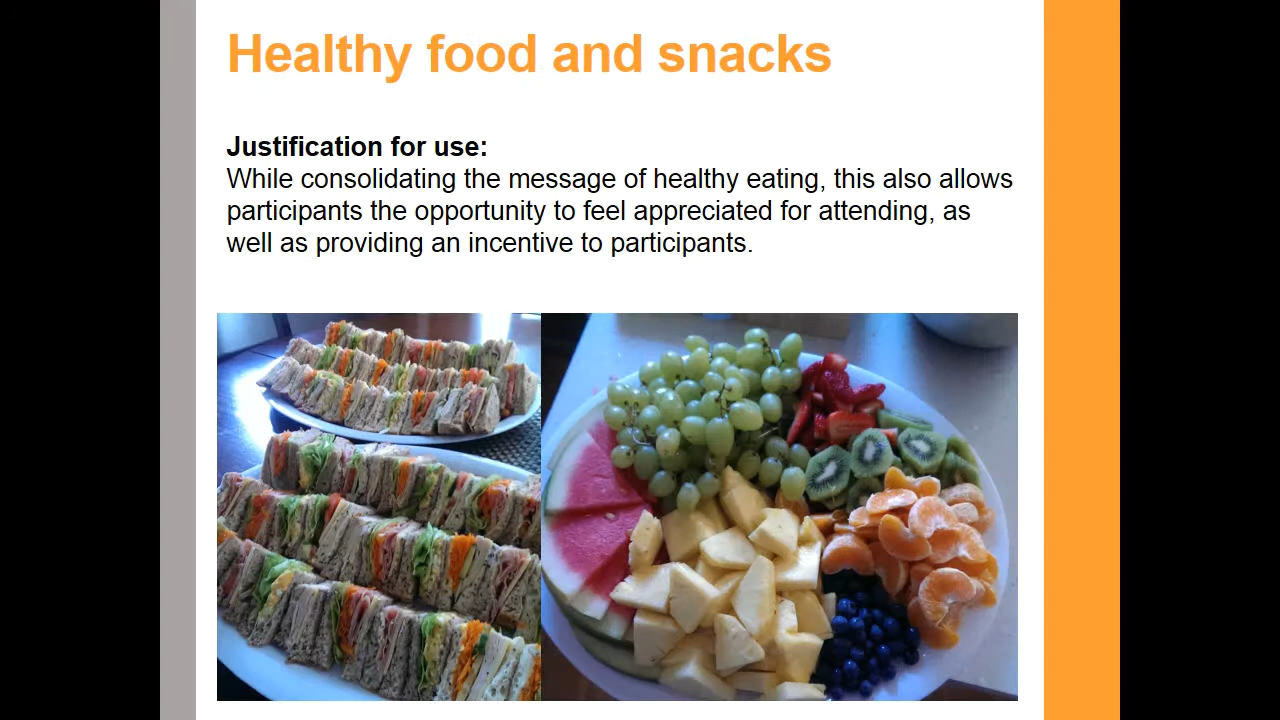 Healthy food and snacks
Justification for use:
While consolidating the message of healthy eating, this also allows
participants the opportunity to feel appreciated for attending, as
well as providing an incentive to participants.